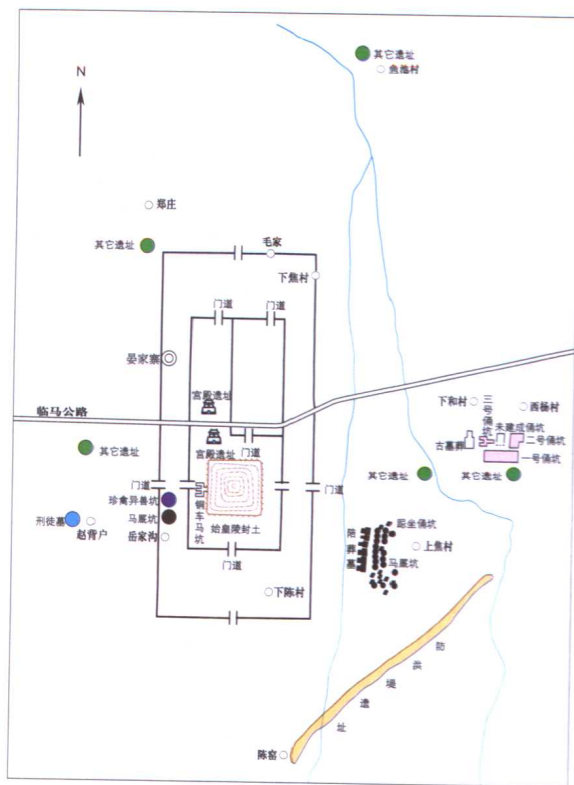 其它遗址
鱼池村
N
郑庄
其它遗址
毛家
下焦村
门道
门道
晏家寨
宫殿遗址
临马公路
下和村
三号俑坑
西杨村
未建成俑坑
古墓葬
二号俑坑
一号俑坑
宫殿遗址
门道
其它遗址
其它遗址
其它遗址
门道
门道
珍禽异兽坑
铜车马坑
始皇陵封土
刑徒墓
赵背户
马厩坑
岳家沟
门道
陪葬墓
跽坐俑坑
马厩坑
上焦村
下陈村
防洪堤遗址
陈窑